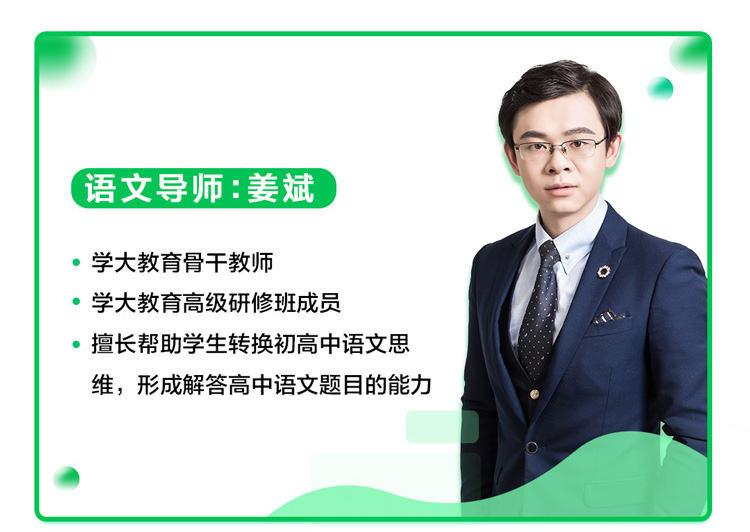 语文导师：姜斌
学大教育骨干教师
学大教育高级研修班成员
擅长帮助学生转换初高中语文思
维，形成解答高中语文题目的能力